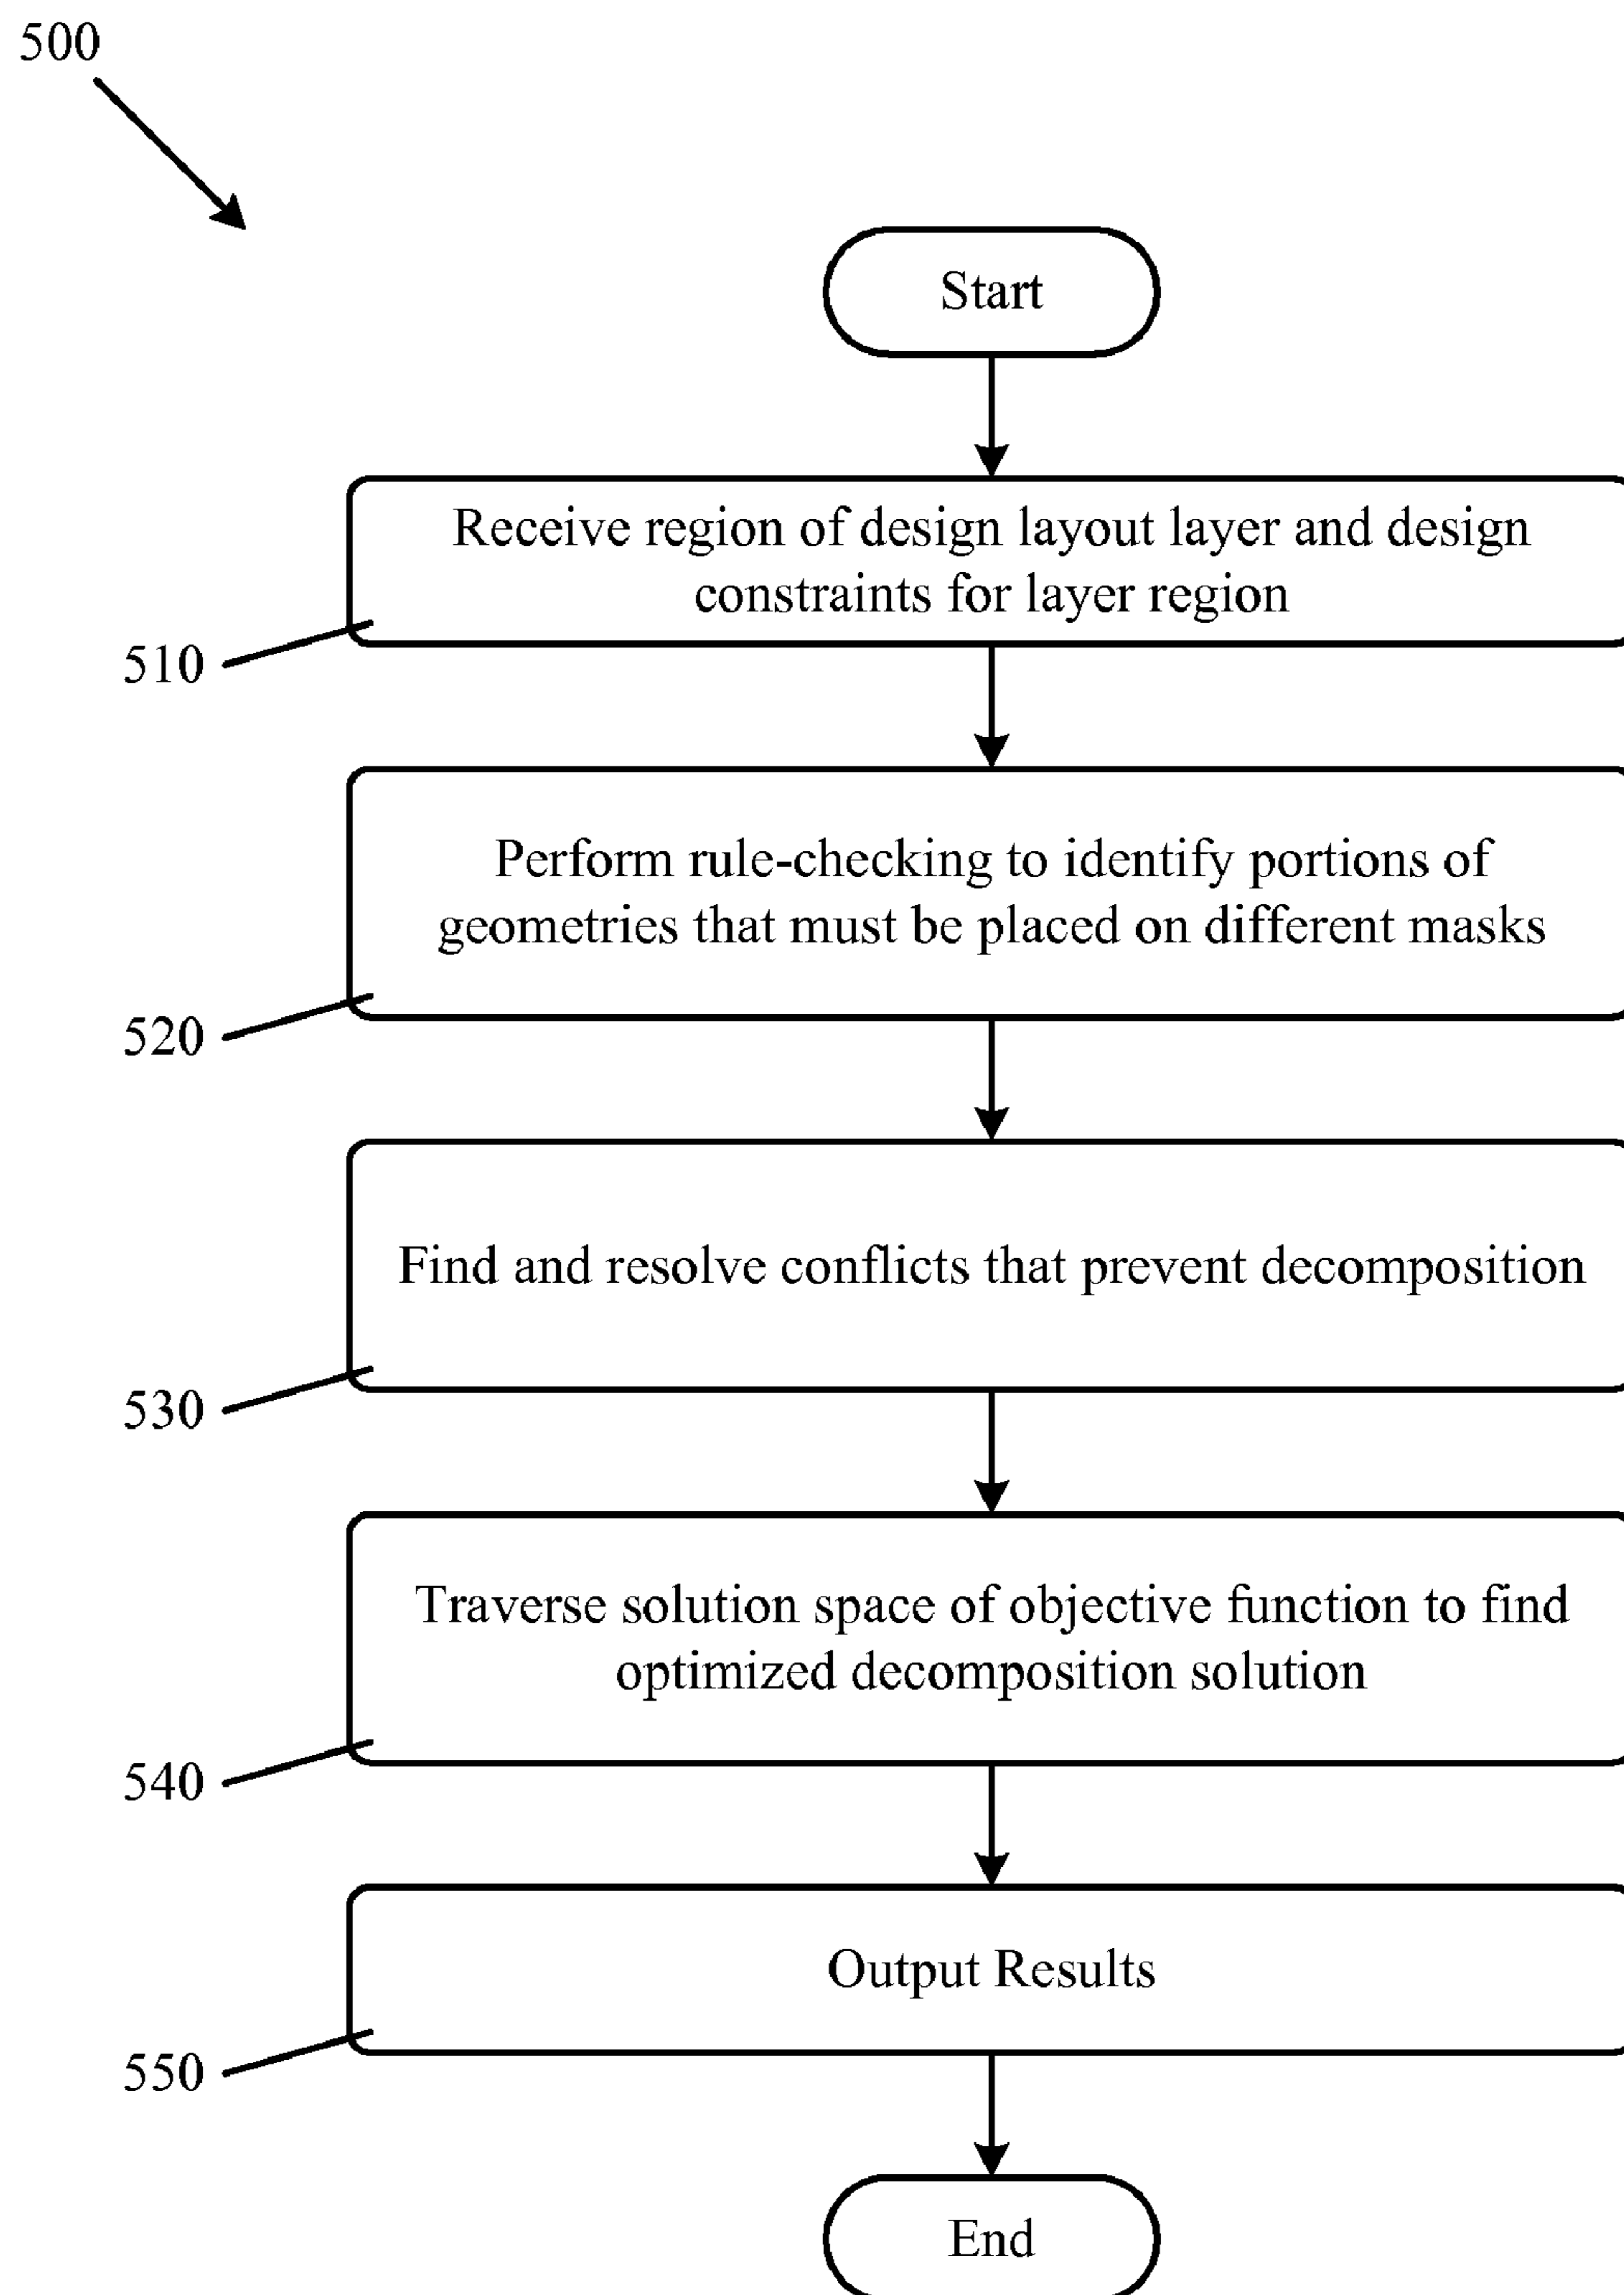 500
Start
Receive region of design layout layer and design
constraints for layer region
510
Perform rule-checking to identify portions of
geometries that must be placed on different masks
520
Find and resolve conflicts that prevent decomposition
530
Traverse solution space of objective function to find
optimized decomposition solution
540
Output Results
550
End